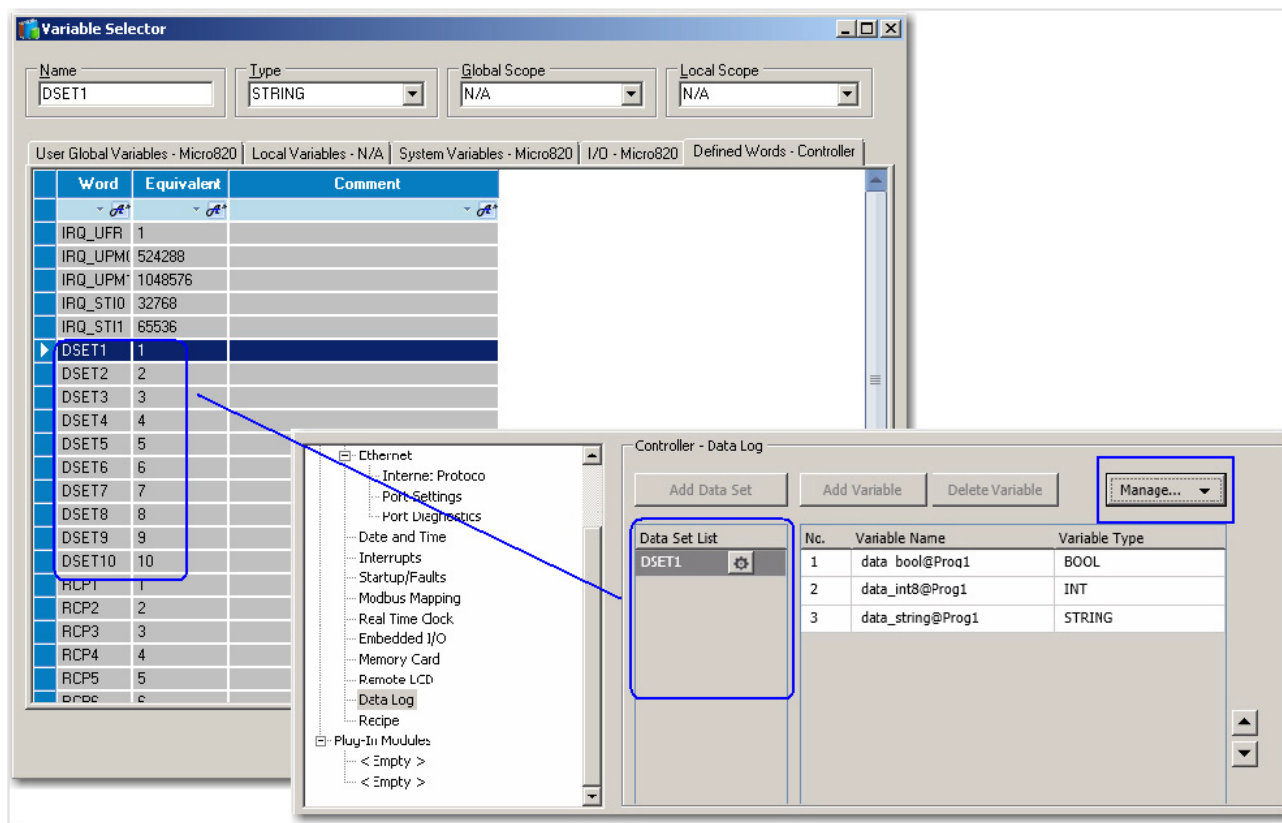 Variable Selector
Name Type Global Scope Local Scope
DSET1 STRING N/A N/A
User Global Variables - Micro820 Local Variables - N/A System Variables - Micro820 I/O - Micro820 Defined Words - Controller
Word Equivalent Comment
IRQ_UFR 1
IRQ_UPM( 524288
IRQ_UPM 1048576
IRQ_STI0 32768
IRQ_STI1 65536
DSET1 1
DSET2 2
DSET3 3
DSET4 4
DSET5 5
DSET6 6
DSET7 7
DSET8 8
DSET9 9
DSET10 10
RCP1 1
RCP2 2
RCP3 3
RCP4 4
RCP5 5
RCP6 6
Ethernet
Internet Protoco
Port Settings
Port Diagnostics
Date and Time
Interrupts
Startup/Faults
Modbus Mapping
Real Time Clock
Embedded I/O
Memory Card
Remote LCD
Data Log
Recipe
Plug-In Modules
< Empty >
< Empty >
Controller - Data Log
Add Data Set Add Variable Delete Variable Manage...
Data Set List
DSET1
No. Variable Name Variable Type
1 data_bool@Prog1 BOOL
2 data_int8@Prog1 INT
3 data_string@Prog1 STRING